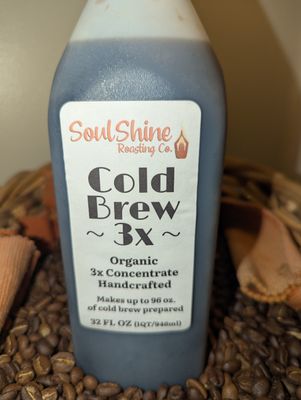 SoulShine
Roasting Co.
Cold
Brew
~ 3x ~
Organic
3x Concentrate
Handcrafted
Makes up to 96 oz.
of cold brew prepared
32 FL OZ (1QT/946ml)